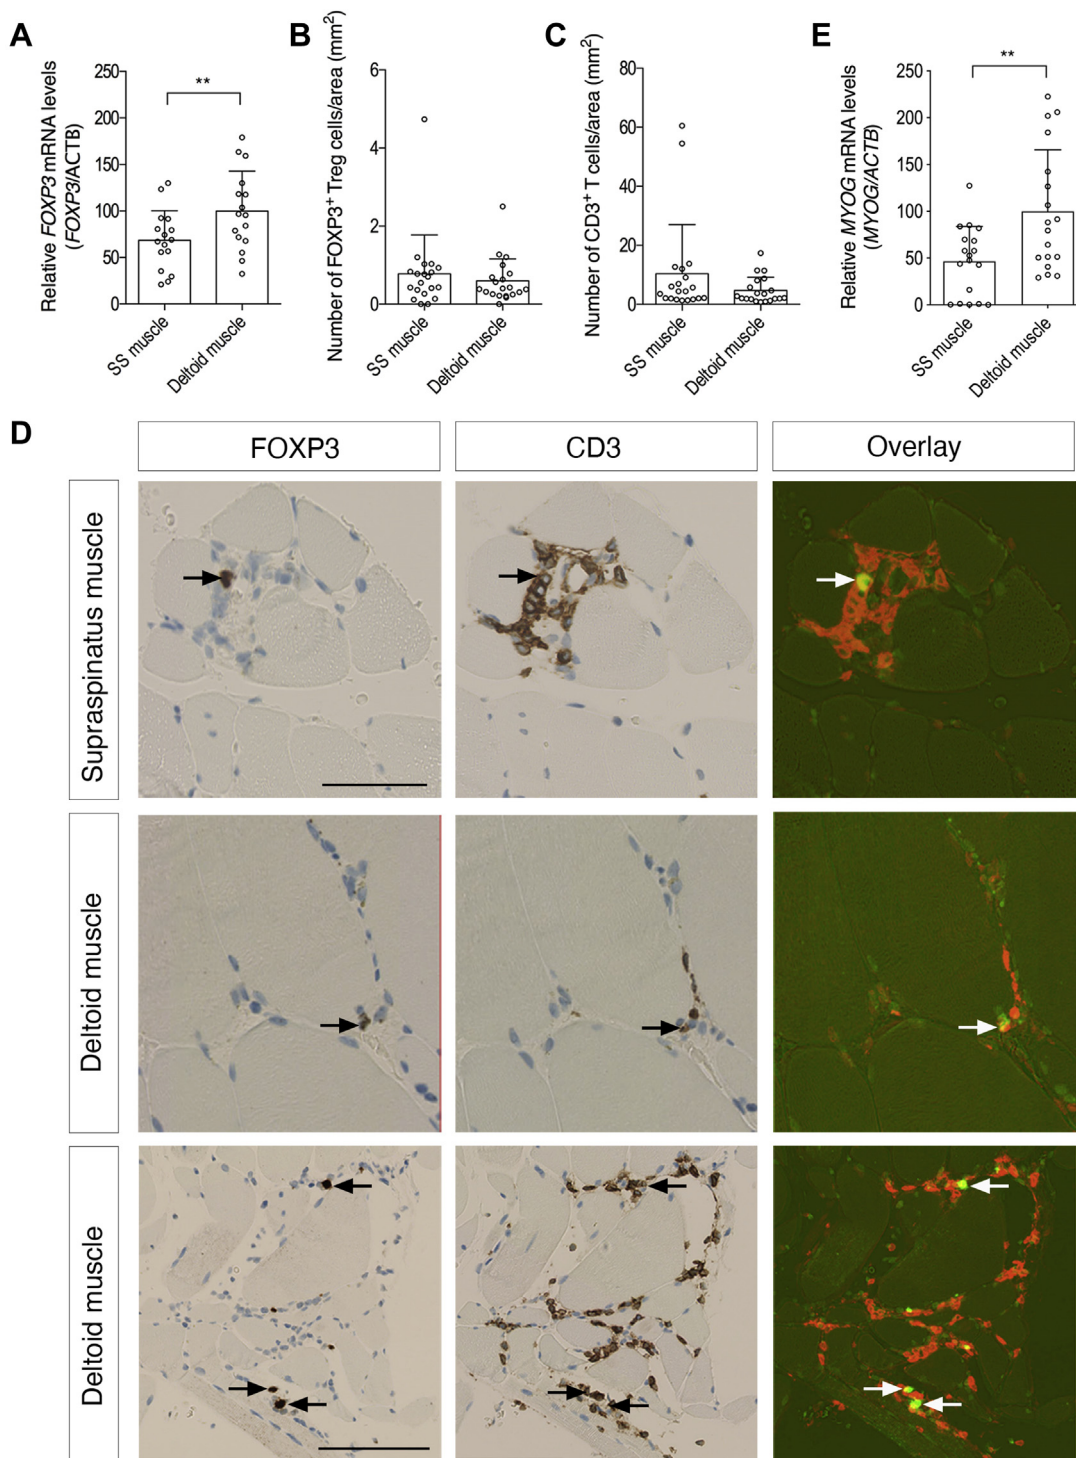 A
Relative FOXP3 mRNA levels
(FOXP3/ACTB)
250
200
150
100
50
0
**
SS muscle
Deltoid muscle
B
Number of FOXP3⁺ Treg cells/area (mm²)
6
4
2
0
SS muscle
Deltoid muscle
C
Number of CD3⁺ T cells/area (mm²)
80
60
40
20
0
SS muscle
Deltoid muscle
E
Relative MYOG mRNA levels
(MYOG/ACTB)
250
200
150
100
50
0
**
SS muscle
Deltoid muscle
D
FOXP3
CD3
Overlay
Supraspinatus muscle
Deltoid muscle
Deltoid muscle